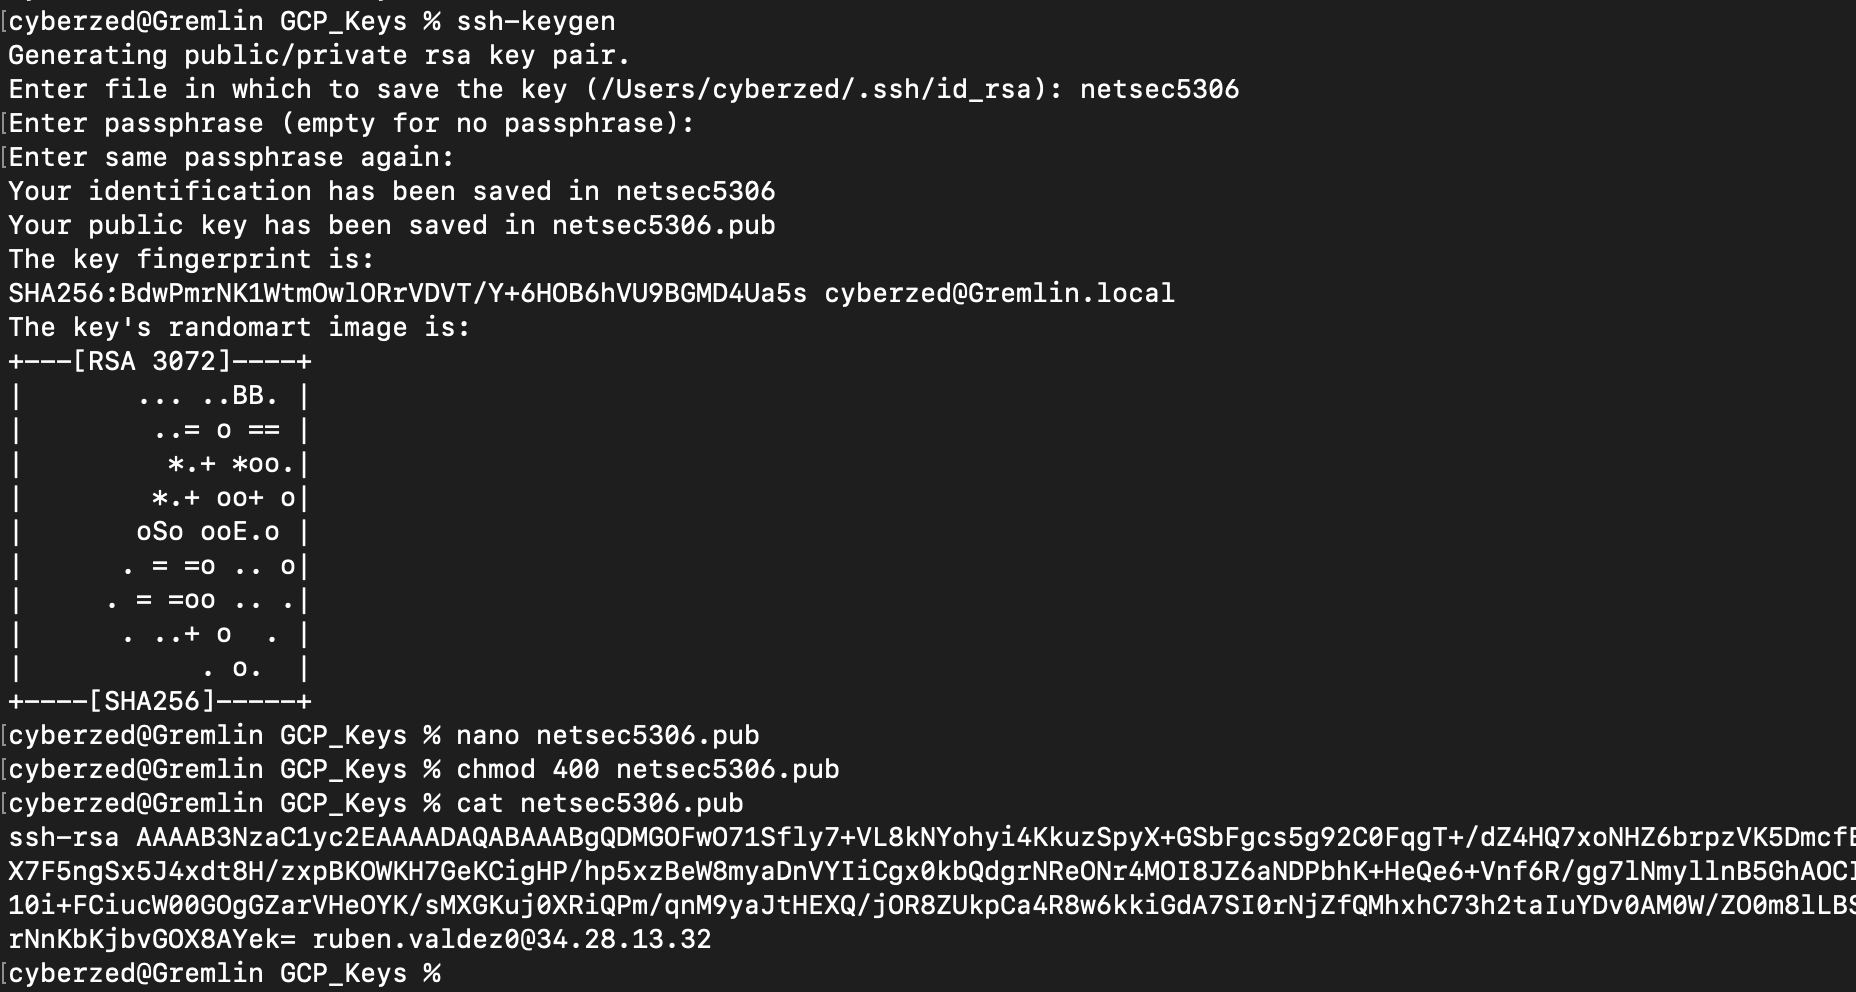 [cyberzed@Gremlin GCP_Keys % ssh-keygen
Generating public/private rsa key pair.
Enter file in which to save the key (/Users/cyberzed/.ssh/id_rsa): netsec5306
[Enter passphrase (empty for no passphrase):
[Enter same passphrase again:
Your identification has been saved in netsec5306
Your public key has been saved in netsec5306.pub
The key fingerprint is:
SHA256:BdwPmrNK1WtmOwlORrVDVT/Y+6HOB6hVU9BGMD4Ua5s cyberzed@Gremlin.local
The key's randomart image is:
+---[RSA 3072]----+
|       ... ..BB. |
|        ..= o == |
|         *.+ *oo.|
|        *.+ oo+ o|
|       oSo ooE.o |
|      . = =o .. o|
|     . = =oo .. .|
|      . ..+ o  . |
|           . o.  |
+----[SHA256]-----+
[cyberzed@Gremlin GCP_Keys % nano netsec5306.pub
[cyberzed@Gremlin GCP_Keys % chmod 400 netsec5306.pub
[cyberzed@Gremlin GCP_Keys % cat netsec5306.pub
ssh-rsa AAAAB3NzaC1yc2EAAAADAQABAAABgQDMGOFwO71Sfly7+VL8kNYohyi4KkuzSpyX+GSbFgcs5g92C0FqgT+/dZ4HQ7xoNHZ6brpzVK5DmcfE
X7F5ngSx5J4xdt8H/zxpBKOWKH7GeKCigHP/hp5xzBeW8myaDnVYIiCgx0kbQdgrNReONr4MOI8JZ6aNDPbhK+HeQe6+Vnf6R/gg7lNmyllnB5GhAOCI
10i+FCiucW00GOgGZarVHeOYK/sMXGKuj0XRiQPm/qnM9yaJtHEXQ/jOR8ZUkpCa4R8w6kkiGdA7SI0rNjZfQMhxhC73h2taIuYDv0AM0W/ZO0m8lLBS
rNnKbKjbvGOX8AYek= ruben.valdez0@34.28.13.32
[cyberzed@Gremlin GCP_Keys %